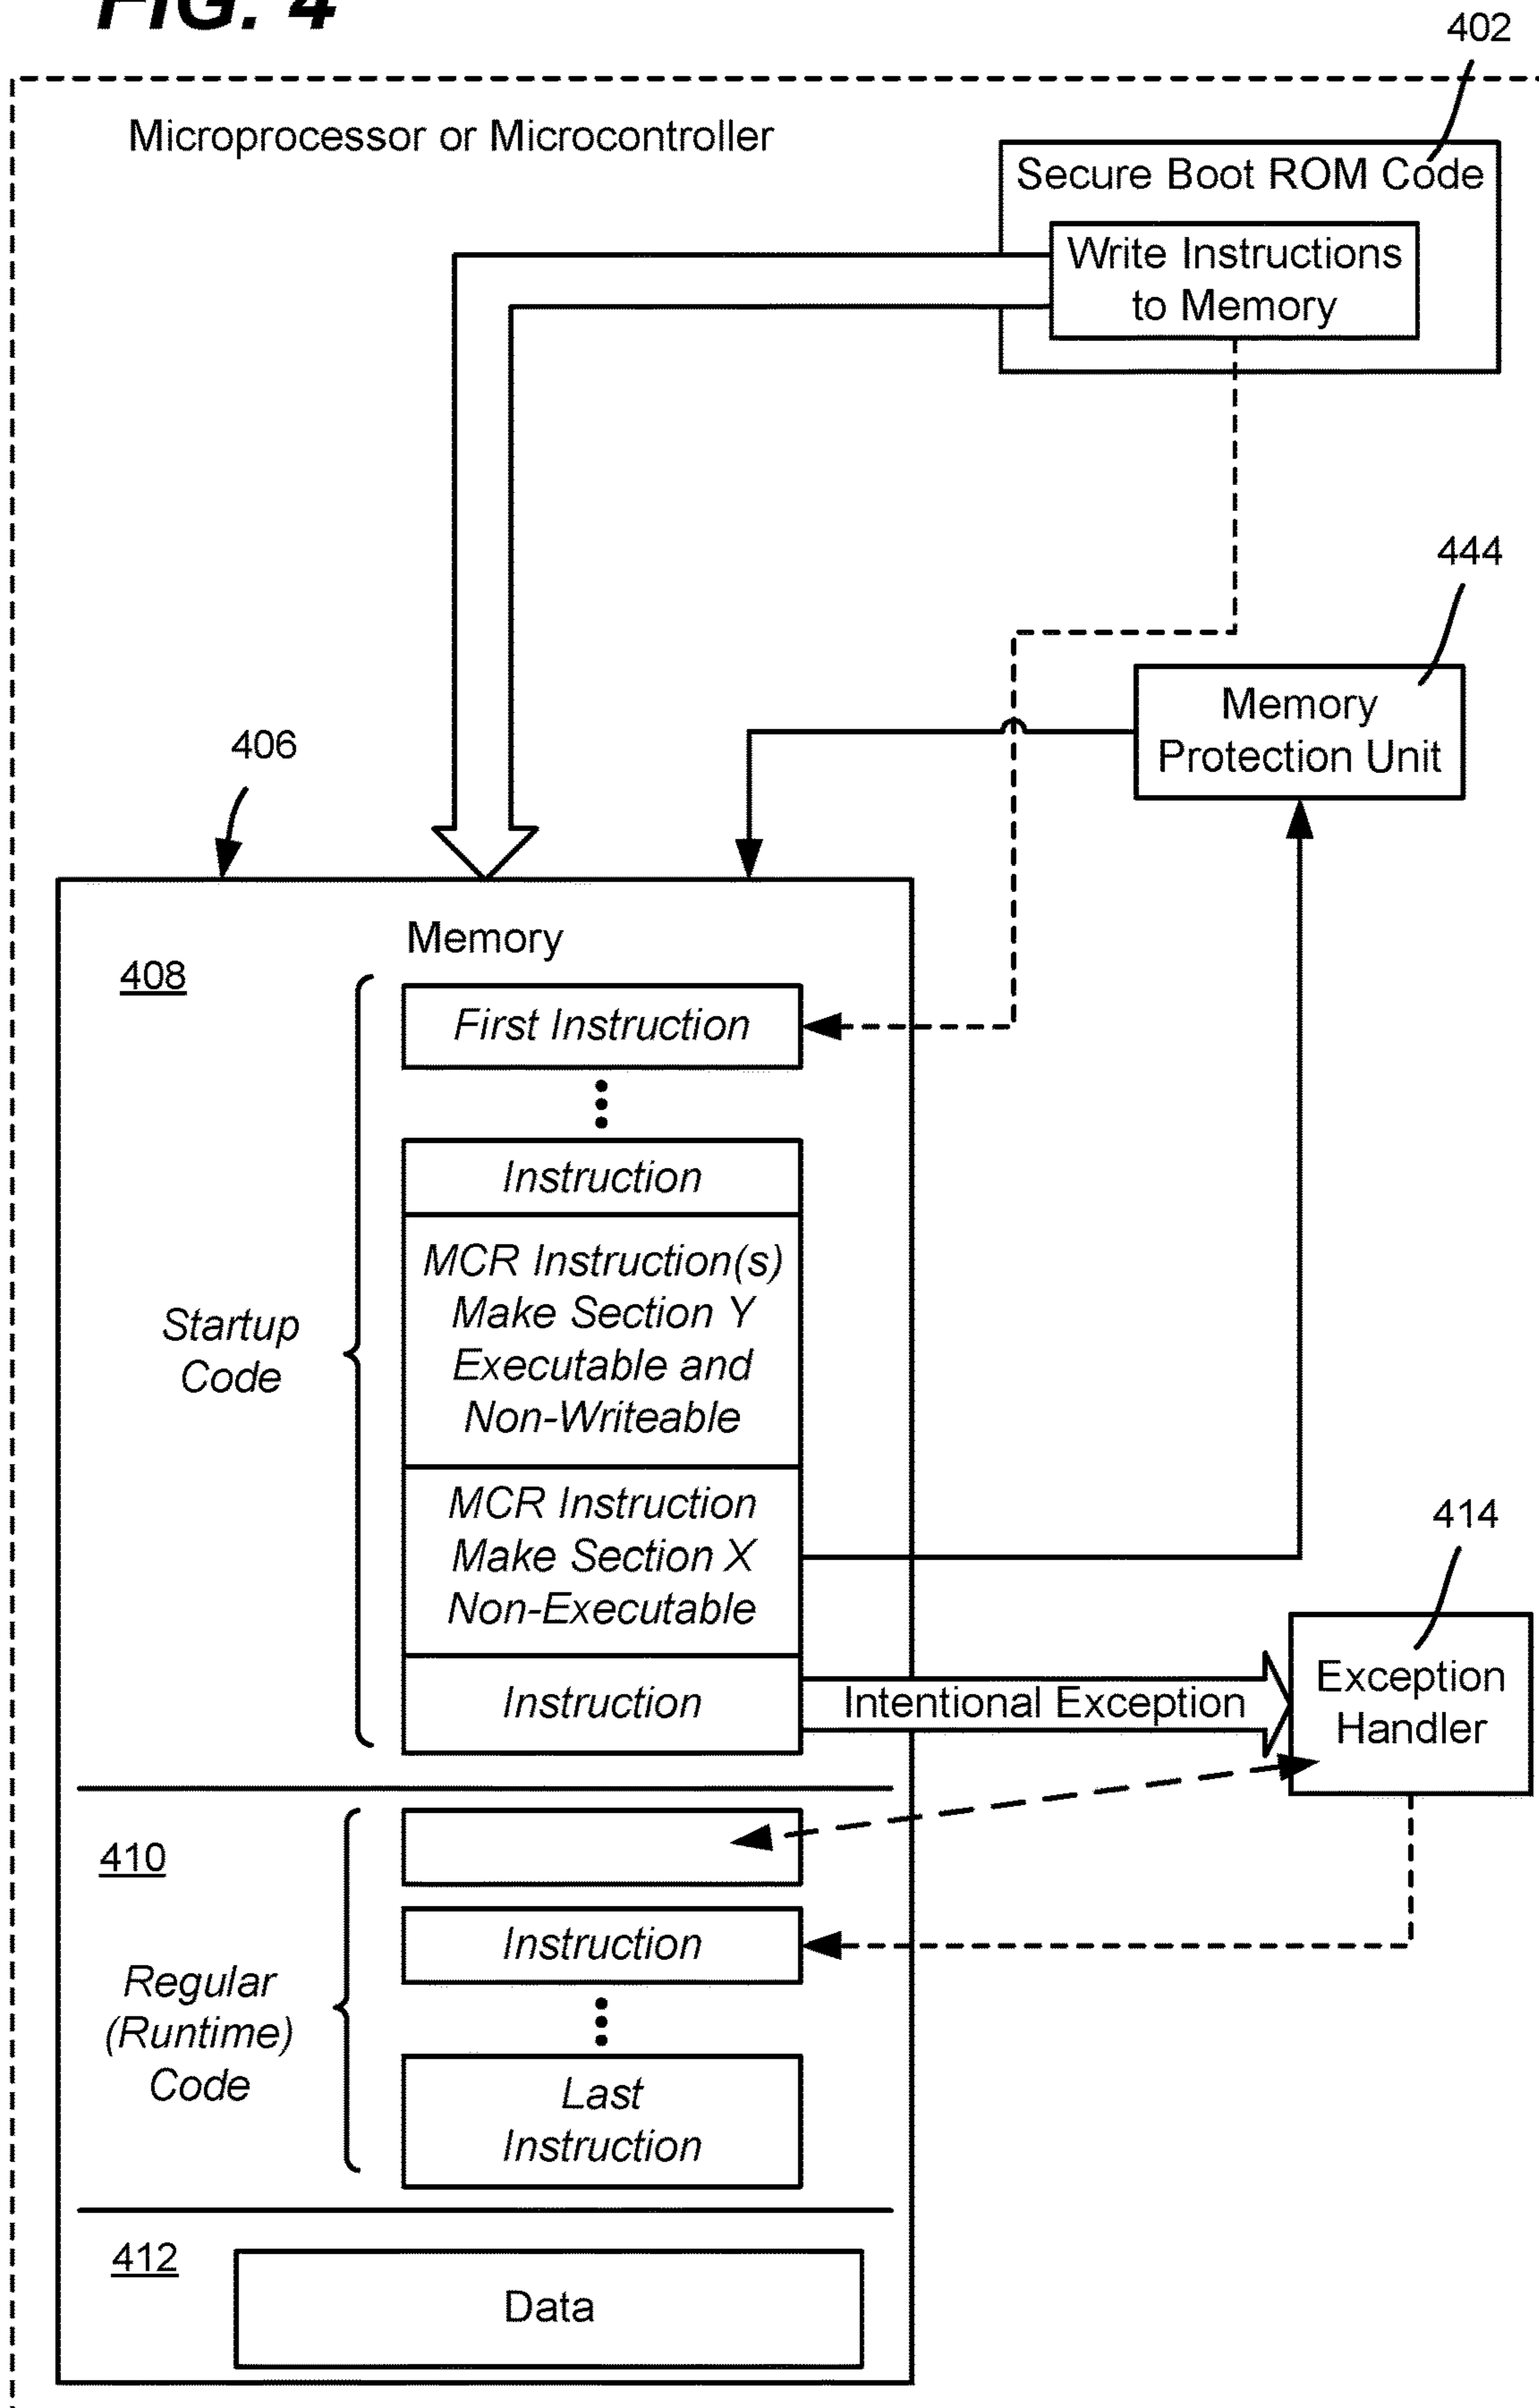 FIG. 4
402
Microprocessor or Microcontroller
Secure Boot ROM Code
Write Instructions
to Memory
444
Memory
Protection Unit
406
Memory
408
First Instruction
Instruction
MCR Instruction(s)
Make Section Y
Executable and
Non-Writeable
Startup
Code
MCR Instruction
Make Section X
Non-Executable
414
Instruction
Intentional Exception
Exception
Handler
410
Instruction
Regular
(Runtime)
Code
Last
Instruction
412
Data